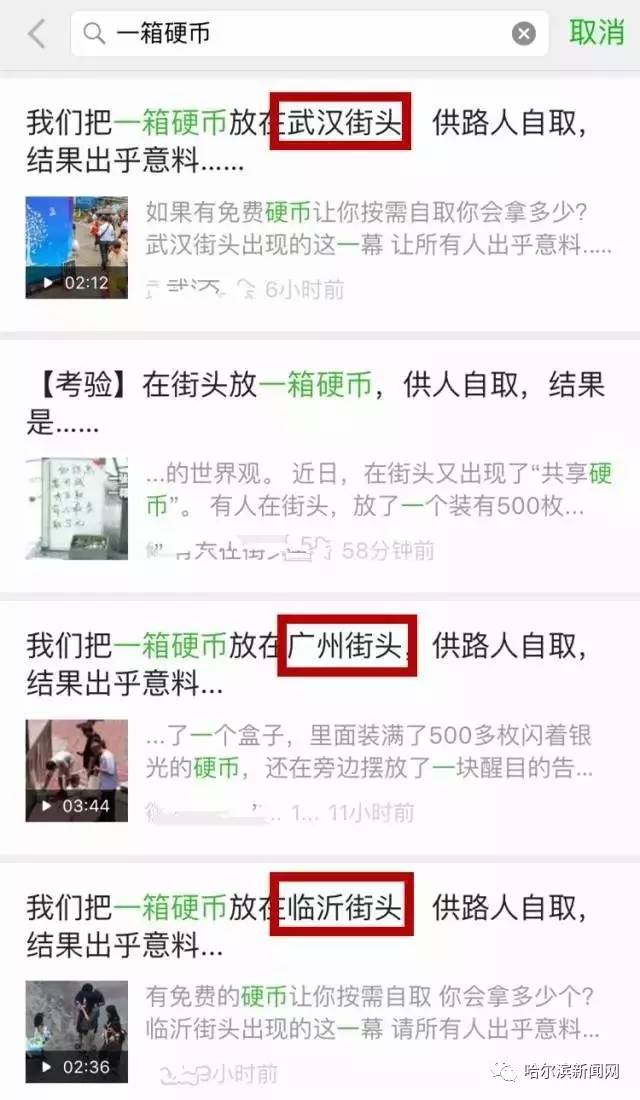 一箱硬币
取消
我们把一箱硬币放在武汉街头 供路人自取,
结果出乎意料……
如果有免费硬币让你按需自取你会拿多少?
武汉街头出现的这一幕 让所有人出乎意料……
02:12
6小时前
【考验】在街头放一箱硬币，供人自取，结果
是……
...的世界观。 近日，在街头又出现了“共享硬
币”。 有人在街头，放了一个装有500枚...
58分钟前
我们把一箱硬币放在广州街头，供路人自取，
结果出乎意料...
...了一个盒子，里面装满了500多枚闪着银
光的硬币，还在旁边摆放了一块醒目的告...
03:44
11小时前
我们把一箱硬币放在临沂街头 供路人自取，
结果出乎意料...
有免费的硬币让你按需自取 你会拿多少个?
临沂街头出现的这一幕 请所有人出乎意料...
02:36
小时前
哈尔滨新闻网